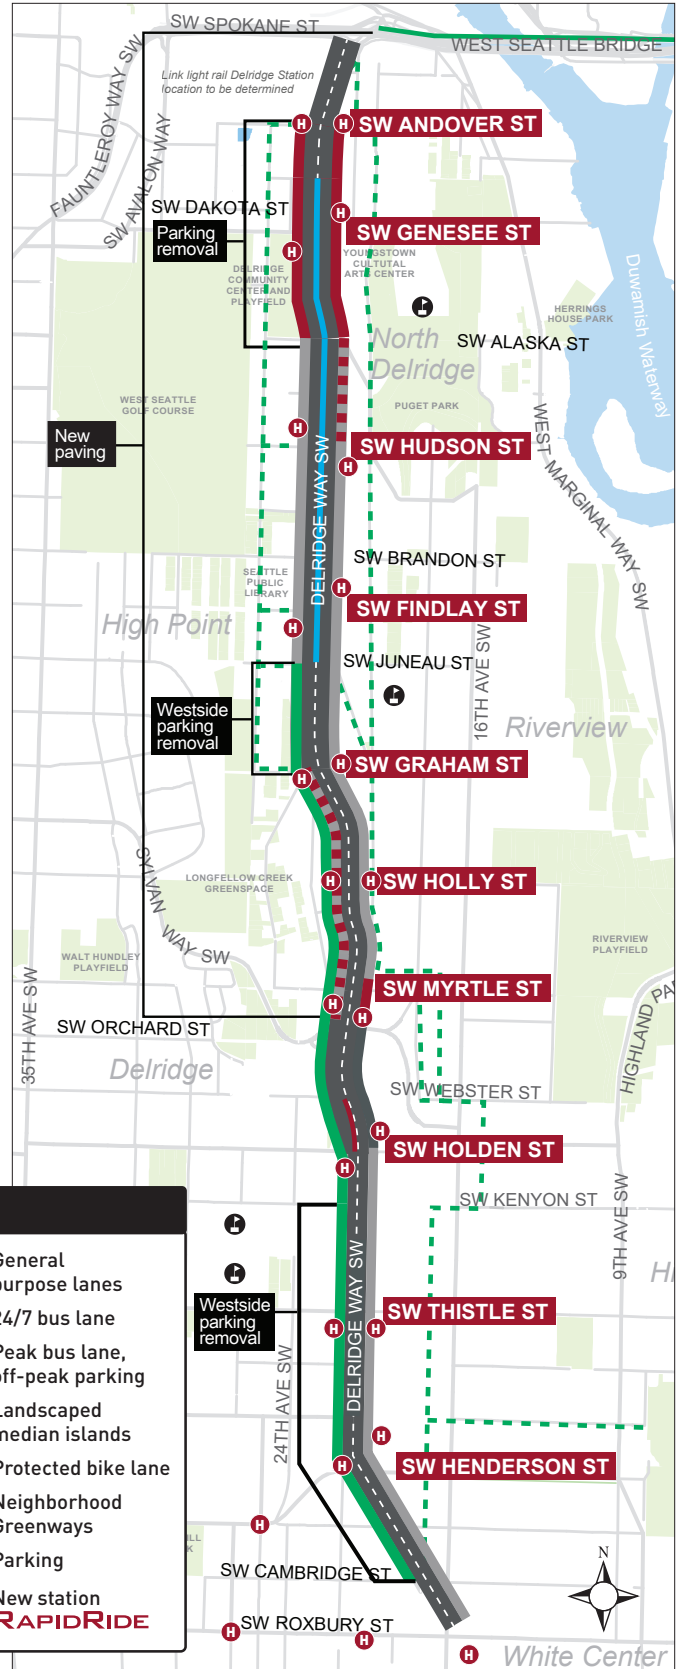 SW SPOKANE ST
WEST SEATTLE BRIDGE
Link light rail Delridge Station
location to be determined
FAUNTLEROY WAY SW
SW AVALON WAY
H
H
SW ANDOVER ST
SW DAKOTA ST
Parking
removal
H
SW GENESEE ST
H
DELRIDGE
COMMUNITY
CENTER AND
PLAYFIELD
YOUNGSTOWN
CULTUTAL
ARTS CENTER
Duwamish Waterway
HERRINGS
HOUSE PARK
North
Delridge
SW ALASKA ST
WEST SEATTLE
GOLF COURSE
PUGET PARK
New
paving
H
SW HUDSON ST
H
WEST MARGINAL WAY SW
DELRIDGE WAY SW
SW BRANDON ST
SEATTLE
PUBLIC
LIBRARY
H
SW FINDLAY ST
High Point
H
SW JUNEAU ST
16TH AVE SW
Westside
parking
removal
Riverview
H
SW GRAHAM ST
H
SYLVAN WAY SW
LONGFELLOW CREEK
GREENSPACE
H
H
SW HOLLY ST
WALT HUNDLEY
PLAYFIELD
RIVERVIEW
PLAYFIELD
35TH AVE SW
SW MYRTLE ST
H
H
SW ORCHARD ST
HIGHLAND PA
Delridge
SW WEBSTER ST
H
SW HOLDEN ST
H
SW KENYON ST
9TH AVE SW
DELRIDGE WAY SW
Hi
General
purpose lanes
24/7 bus lane
Peak bus lane,
off-peak parking
Landscaped
median islands
Protected bike lane
Neighborhood
Greenways
Parking
New station
RAPIDRIDE
Westside
parking
removal
H
H
SW THISTLE ST
24TH AVE SW
H
H
SW HENDERSON ST
H
ILL
K
SW CAMBRIDGE ST
N
H
SW ROXBURY ST
H
H
White Center